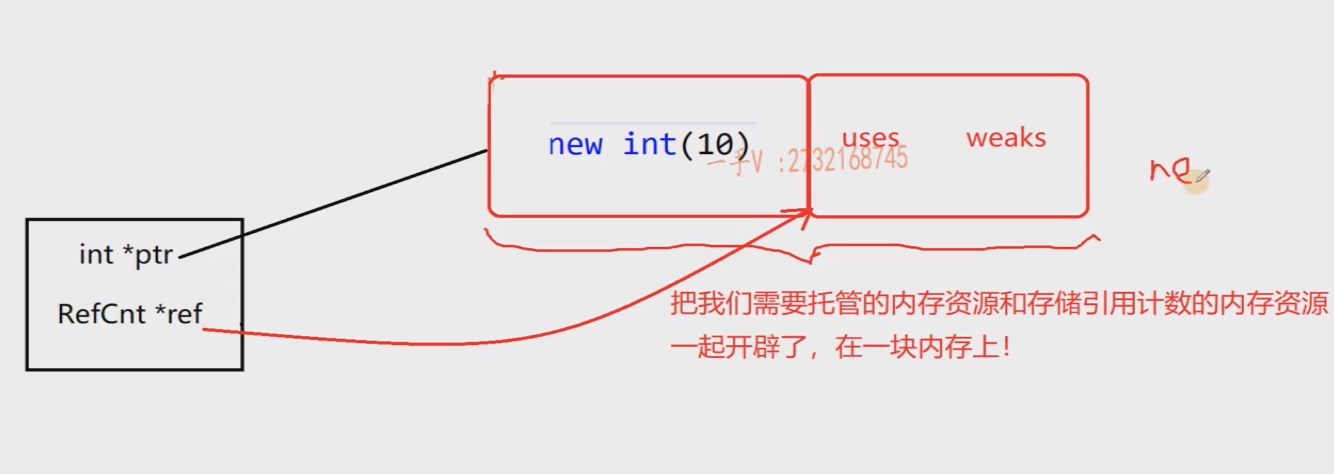 new int(10)
uses weaks
一手V :2732168745
ne
int *ptr
RefCnt *ref
把我们需要托管的内存资源和存储引用计数的内存资源
一起开辟了，在一块内存上！